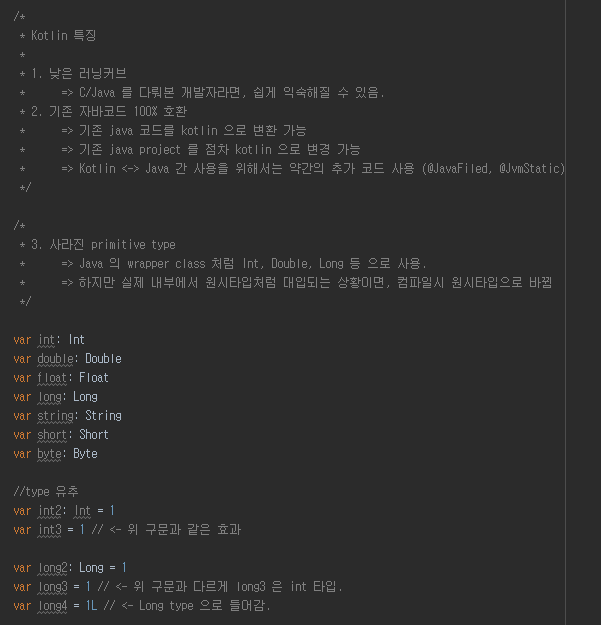 /*
 * Kotlin 특징
 *
 * 1. 낮은 러닝커브
 *     => C/Java 를 다뤄본 개발자라면, 쉽게 익숙해질 수 있음.
 * 2. 기존 자바코드 100% 호환
 *     => 기존 java 코드를 kotlin 으로 변환 가능
 *     => 기존 java project 를 점차 kotlin 으로 변경 가능
 *     => Kotlin <-> Java 간 사용을 위해서는 약간의 추가 코드 사용 (@JavaFiled, @JvmStatic)
 */
/*
 * 3. 사라진 primitive type
 *     => Java 의 wrapper class 처럼 Int, Double, Long 등 으로 사용.
 *     => 하지만 실제 내부에서 원시타입처럼 대입되는 상황이면, 컴파일시 원시타입으로 바뀜
 */
var int: Int
var double: Double
var float: Float
var long: Long
var string: String
var short: Short
var byte: Byte
//type 유추
var int2: Int = 1
var int3 = 1 // <- 위 구문과 같은 효과
var long2: Long = 1
var long3 = 1 // <- 위 구문과 다르게 long3 은 int 타입.
var long4 = 1L // <- Long type 으로 들어감.